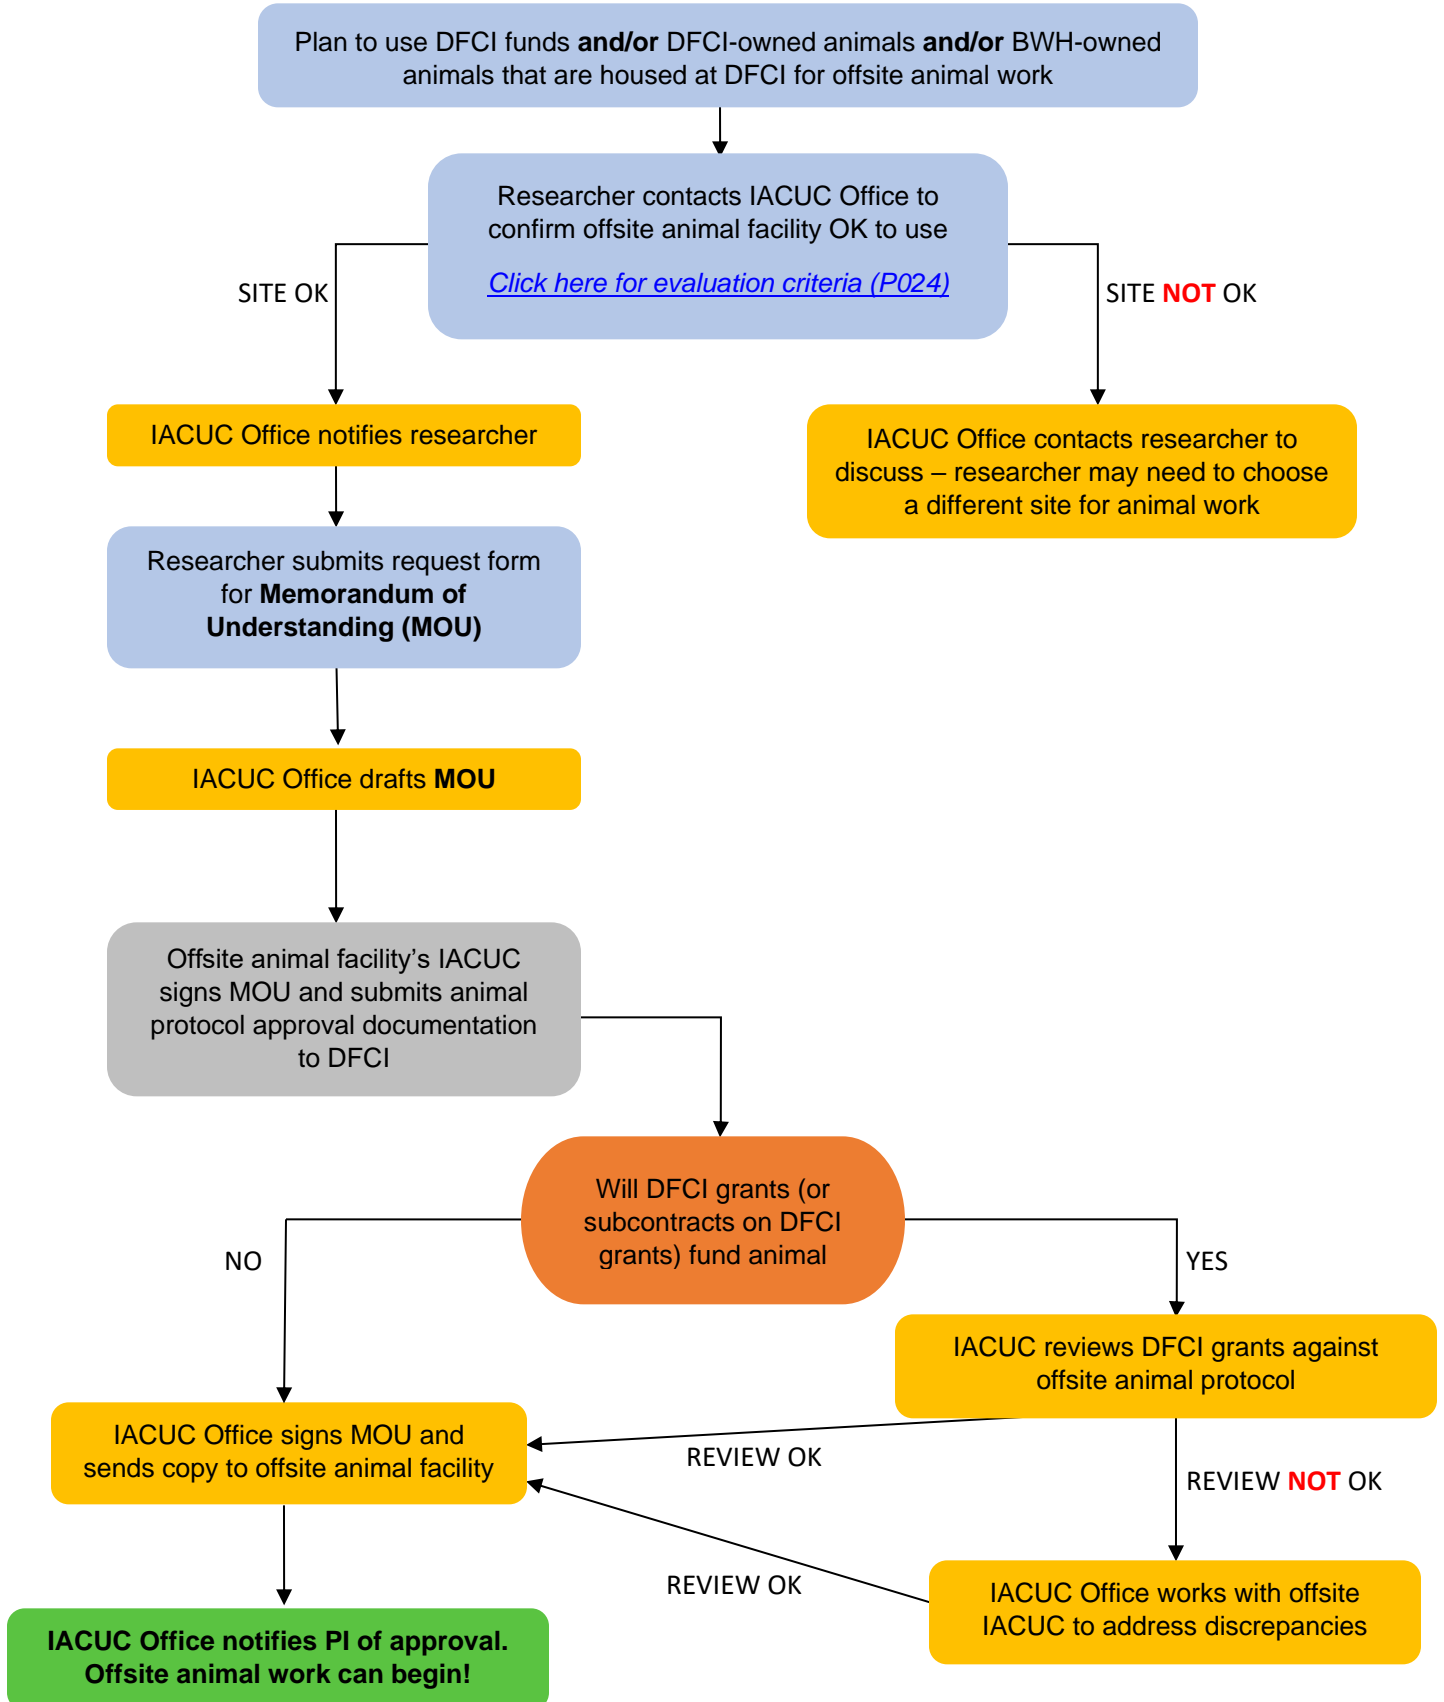 Plan to use DFCI funds and/or DFCI-owned animals and/or BWH-owned
animals that are housed at DFCI for offsite animal work
Researcher contacts IACUC Office to
confirm offsite animal facility OK to use
Click here for evaluation criteria (P024)
SITE OK
SITE NOT OK
IACUC Office notifies researcher
IACUC Office contacts researcher to
discuss – researcher may need to choose
a different site for animal work
Researcher submits request form
for Memorandum of
Understanding (MOU)
IACUC Office drafts MOU
Offsite animal facility’s IACUC
signs MOU and submits animal
protocol approval documentation
to DFCI
Will DFCI grants (or
subcontracts on DFCI
grants) fund animal
NO
YES
IACUC reviews DFCI grants against
offsite animal protocol
IACUC Office signs MOU and
sends copy to offsite animal facility
REVIEW OK
REVIEW NOT OK
REVIEW OK
IACUC Office works with offsite
IACUC to address discrepancies
IACUC Office notifies PI of approval.
Offsite animal work can begin!